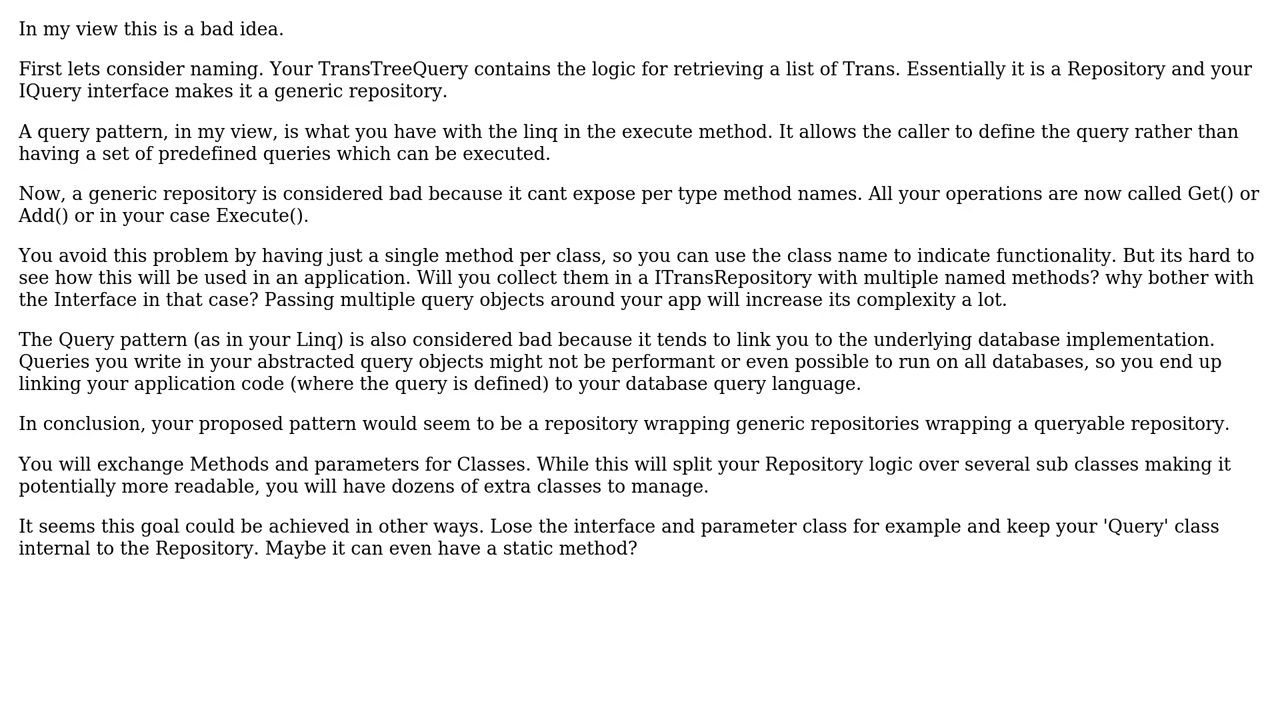 In my view this is a bad idea.
First lets consider naming. Your TransTreeQuery contains the logic for retrieving a list of Trans. Essentially it is a Repository and your
IQuery interface makes it a generic repository.
A query pattern, in my view, is what you have with the linq in the execute method. It allows the caller to define the query rather than
having a set of predefined queries which can be executed.
Now, a generic repository is considered bad because it cant expose per type method names. All your operations are now called Get() or
Add() or in your case Execute().
You avoid this problem by having just a single method per class, so you can use the class name to indicate functionality. But its hard to
see how this will be used in an application. Will you collect them in a ITransRepository with multiple named methods? why bother with
the Interface in that case? Passing multiple query objects around your app will increase its complexity a lot.
The Query pattern (as in your Linq) is also considered bad because it tends to link you to the underlying database implementation.
Queries you write in your abstracted query objects might not be performant or even possible to run on all databases, so you end up
linking your application code (where the query is defined) to your database query language.
In conclusion, your proposed pattern would seem to be a repository wrapping generic repositories wrapping a queryable repository.
You will exchange Methods and parameters for Classes. While this will split your Repository logic over several sub classes making it
potentially more readable, you will have dozens of extra classes to manage.
It seems this goal could be achieved in other ways. Lose the interface and parameter class for example and keep your 'Query' class
internal to the Repository. Maybe it can even have a static method?